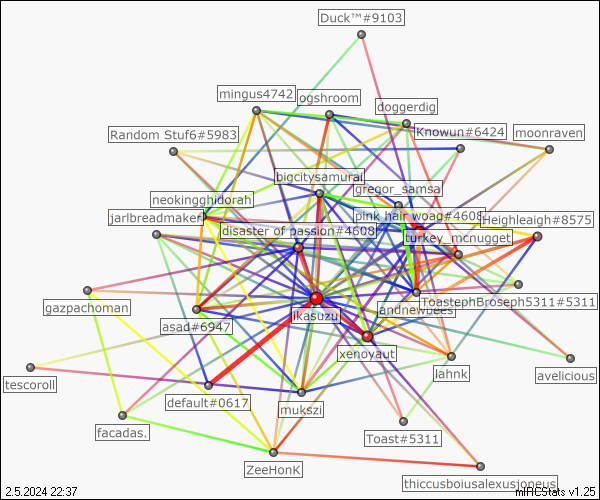 Duck™#9103
mingus4742
ogshroom
doggerdig
Random Stuf6#5983
Knowun#6424
moonraven
bigcitysamurai
gregor_samsa
neokingghidorah
jarlbreadmaker
pink hair woag#4608
Heighleaigh#8575
disaster of passion#4608
turkey_mcnugget
gazpachoman
ToastephBroseph5311#5311
ikasuzu
andnewbees
asad#6947
xenoyaut
lahnk
avelicious
tescoroll
default#0617
mukszi
facadas.
Toast#5311
ZeeHonK
thiccusboiusalexusjoneus
2.5.2024 22:37
mIRCStats v1.25